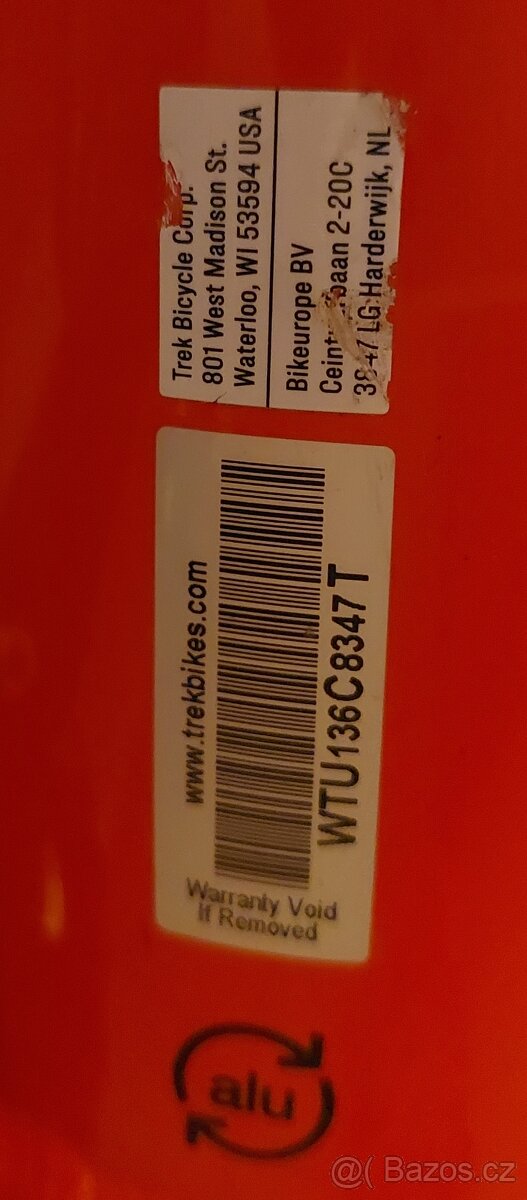 Trek Bicycle Corp.
801 West Madison St.
Waterloo, WI 53594 USA
Bikeurope BV
2-20C
LG Harderwijk, NL
www.trekbikes.com
WTU136C8347T
Warranty Void
If Removed
alu
@( Bazos.cz